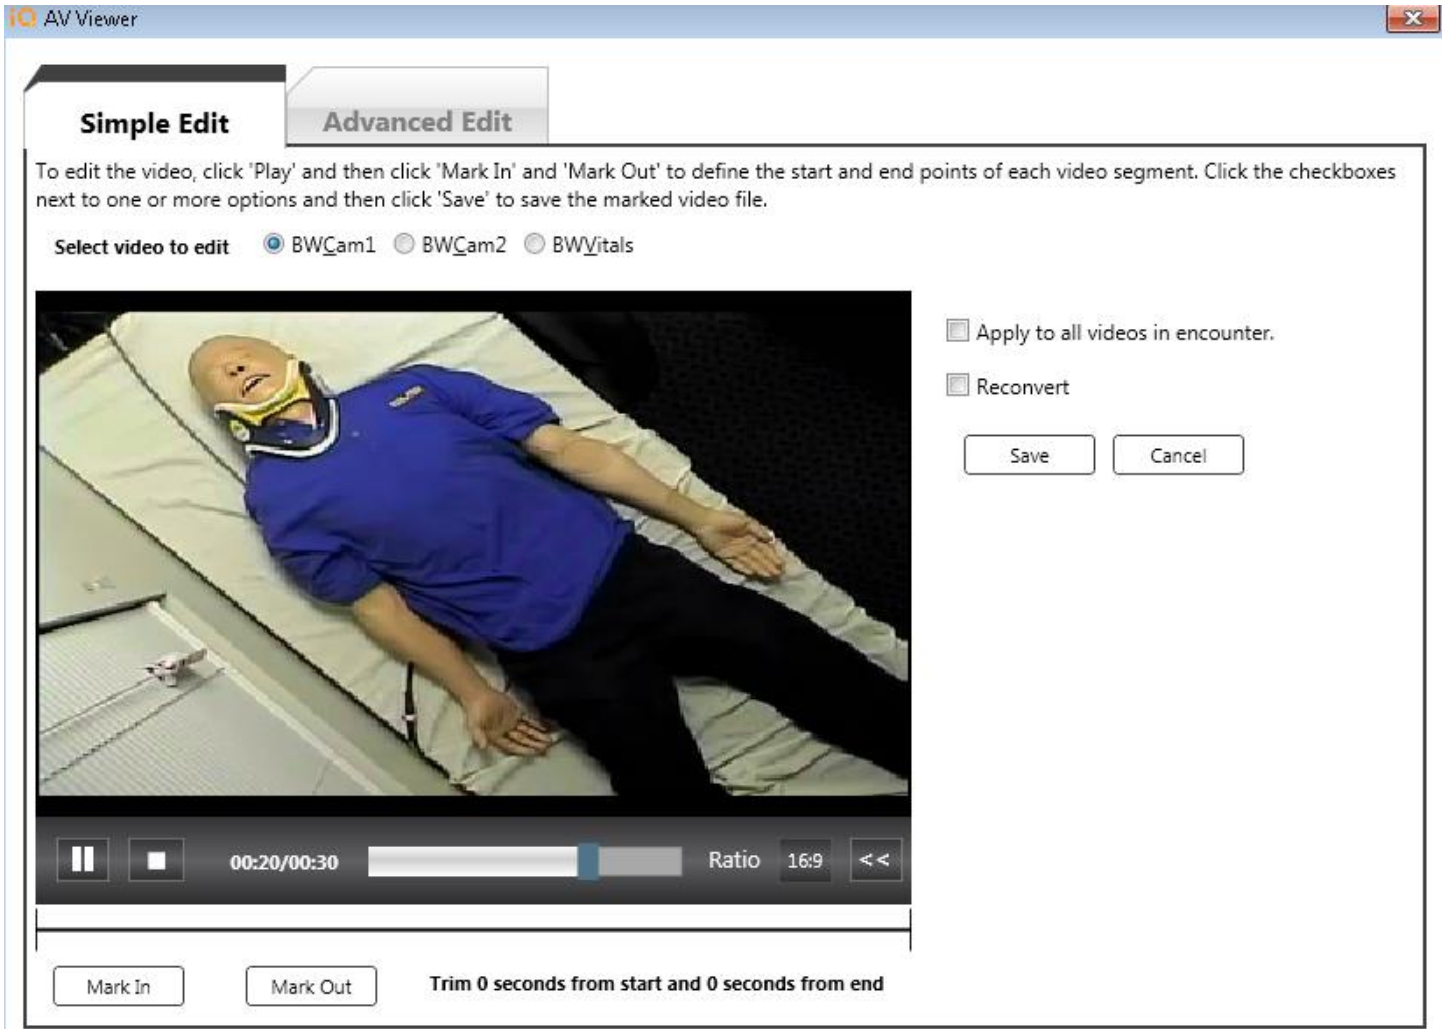 iQ AV Viewer
Simple Edit
Advanced Edit
To edit the video, click 'Play' and then click 'Mark In' and 'Mark Out' to define the start and end points of each video segment. Click the checkboxes
next to one or more options and then click 'Save' to save the marked video file.
Select video to edit BWCam1 BWCam2 BWVitals
Apply to all videos in encounter.
Reconvert
Save Cancel
00:20/00:30 Ratio 16:9 <<
Mark In Mark Out Trim 0 seconds from start and 0 seconds from end